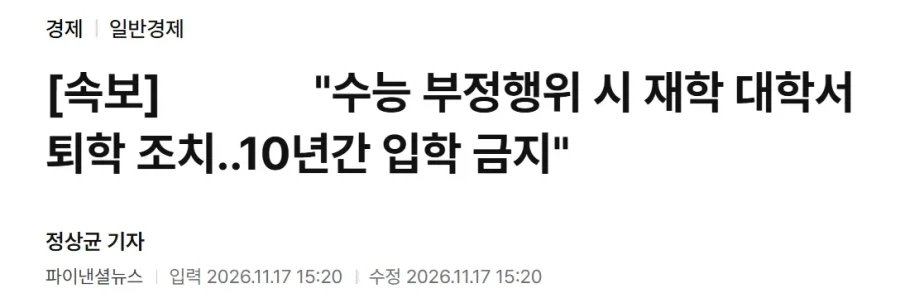 경제 | 일반경제
[속보] "수능 부정행위 시 재학 대학서
퇴학 조치..10년간 입학 금지"
정상균 기자
파이낸셜뉴스 | 입력 2026.11.17 15:20 | 수정 2026.11.17 15:20